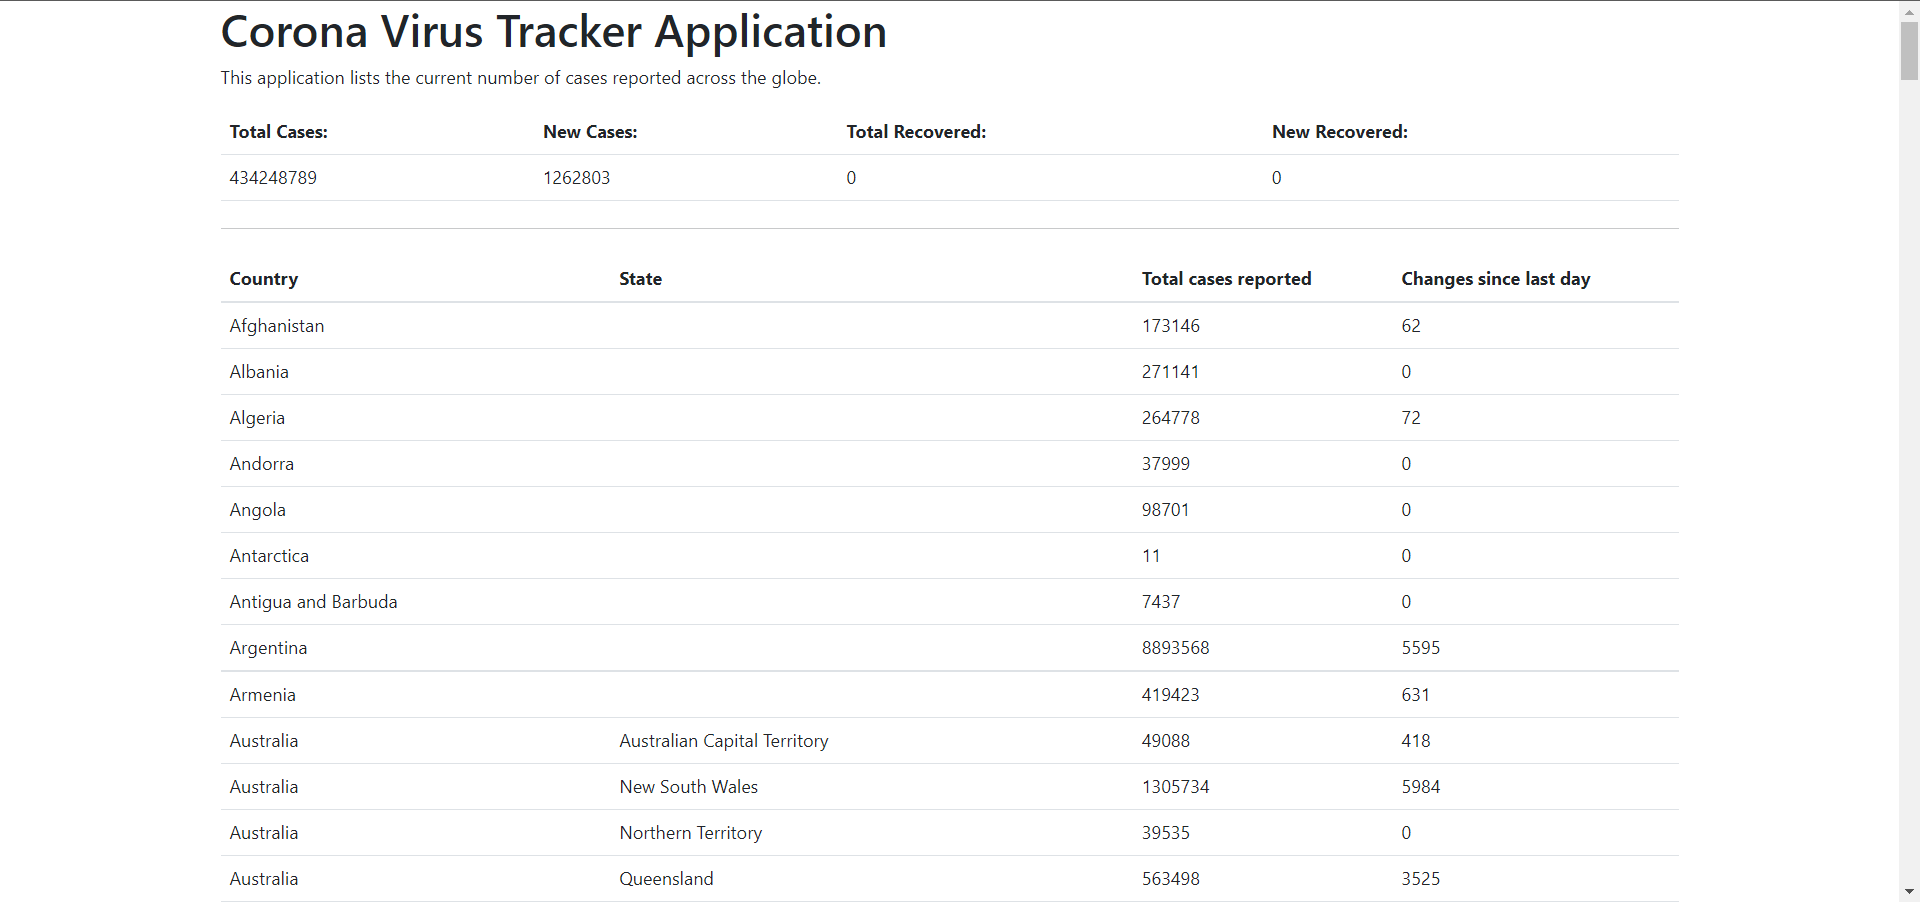 Corona Virus Tracker Application
This application lists the current number of cases reported across the globe.
Total Cases: New Cases: Total Recovered: New Recovered:
434248789 1262803 0 0
Country State Total cases reported Changes since last day
Afghanistan 173146 62
Albania 271141 0
Algeria 264778 72
Andorra 37999 0
Angola 98701 0
Antarctica 11 0
Antigua and Barbuda 7437 0
Argentina 8893568 5595
Armenia 419423 631
Australia Australian Capital Territory 49088 418
Australia New South Wales 1305734 5984
Australia Northern Territory 39535 0
Australia Queensland 563498 3525